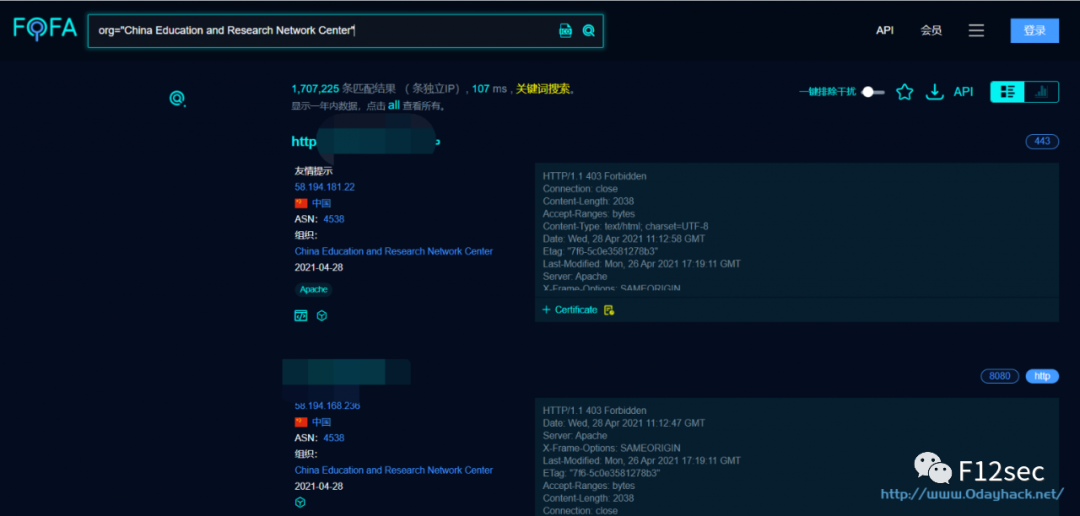 FOFA
org="China Education and Research Network Center"
API 会员 登录
1,707,225 条匹配结果 （ 条独立IP）, 107 ms , 关键词搜索。
显示一年内数据，点击 all 查看所有。
一键排除干扰 API
http
443
友情提示
58.194.181.22
中国
ASN: 4538
组织:
China Education and Research Network Center
2021-04-28
Apache
HTTP/1.1 403 Forbidden
Connection: close
Content-Length: 2038
Accept-Ranges: bytes
Content-Type: text/html; charset=UTF-8
Date: Wed, 28 Apr 2021 11:12:58 GMT
Etag: "7f6-5c0e3581278b3"
Last-Modified: Mon, 26 Apr 2021 17:19:11 GMT
Server: Apache
X-Frame-Options: SAMEORIGIN
+ Certificate
8080 http
58.194.168.236
中国
ASN: 4538
组织:
China Education and Research Network Center
2021-04-28
HTTP/1.1 403 Forbidden
Date: Wed, 28 Apr 2021 11:12:47 GMT
Server: Apache
X-Frame-Options: SAMEORIGIN
Last-Modified: Mon, 26 Apr 2021 17:19:11 GMT
ETag: "7f6-5c0e3581278b3"
Accept-Ranges: bytes
Content-Length: 2038
Connection: close
F12sec
http://www.0dayhack.net/